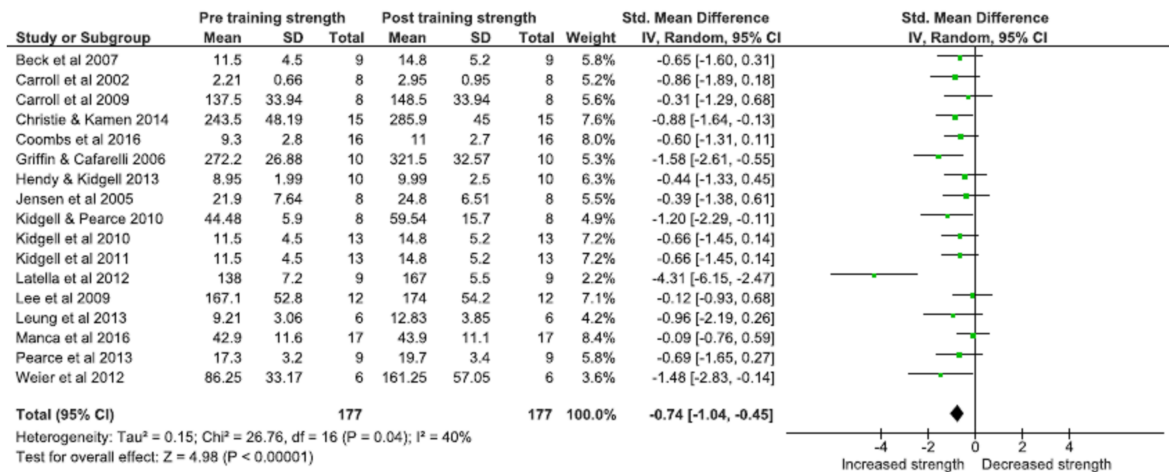 Pre training strength Post training strength Std. Mean Difference Std. Mean Difference
Study or Subgroup Mean SD Total Mean SD Total Weight IV, Random, 95% CI IV, Random, 95% CI
Beck et al 2007 11.5 4.5 9 14.8 5.2 9 5.8% -0.65 [-1.60, 0.31]
Carroll et al 2002 2.21 0.66 8 2.95 0.95 8 5.2% -0.86 [-1.89, 0.18]
Carroll et al 2009 137.5 33.94 8 148.5 33.94 8 5.6% -0.31 [-1.29, 0.68]
Christie & Kamen 2014 243.5 48.19 15 285.9 45 15 7.6% -0.88 [-1.64, -0.13]
Coombs et al 2016 9.3 2.8 16 11 2.7 16 8.0% -0.60 [-1.31, 0.11]
Griffin & Cafarelli 2006 272.2 26.88 10 321.5 32.57 10 5.3% -1.58 [-2.61, -0.55]
Hendy & Kidgell 2013 8.95 1.99 10 9.99 2.5 10 6.3% -0.44 [-1.33, 0.45]
Jensen et al 2005 21.9 7.64 8 24.8 6.51 8 5.5% -0.39 [-1.38, 0.61]
Kidgell & Pearce 2010 44.48 5.9 8 59.54 15.7 8 4.9% -1.20 [-2.29, -0.11]
Kidgell et al 2010 11.5 4.5 13 14.8 5.2 13 7.2% -0.66 [-1.45, 0.14]
Kidgell et al 2011 11.5 4.5 13 14.8 5.2 13 7.2% -0.66 [-1.45, 0.14]
Latella et al 2012 138 7.2 9 167 5.5 9 2.2% -4.31 [-6.15, -2.47]
Lee et al 2009 167.1 52.8 12 174 54.2 12 7.1% -0.12 [-0.93, 0.68]
Leung et al 2013 9.21 3.06 6 12.83 3.85 6 4.2% -0.96 [-2.19, 0.26]
Manca et al 2016 42.9 11.6 17 43.9 11.1 17 8.4% -0.09 [-0.76, 0.59]
Pearce et al 2013 17.3 3.2 9 19.7 3.4 9 5.8% -0.69 [-1.65, 0.27]
Weier et al 2012 86.25 33.17 6 161.25 57.05 6 3.6% -1.48 [-2.83, -0.14]
Total (95% CI) 177 177 100.0% -0.74 [-1.04, -0.45]
Heterogeneity: Tau² = 0.15; Chi² = 26.76, df = 16 (P = 0.04); I² = 40%
Test for overall effect: Z = 4.98 (P < 0.00001)
-4 -2 0 2 4
Increased strength Decreased strength